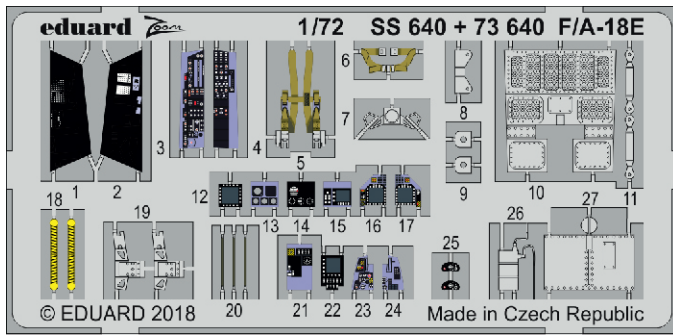 eduard Zoom 1/72 SS 640 + 73 640 F/A-18E
1 2 3 4 5 6 7 8 9 10 11
12 13 14 15 16 17
18 19 20 21 22 23 24 25 26 27
© EDUARD 2018 Made in Czech Republic